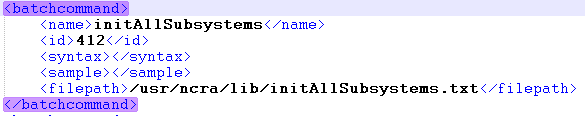 <batchcommand>
<name>initAllSubsystems</name>
<id>412</id>
<syntax></syntax>
<sample></sample>
<filepath>/usr/ncra/lib/initAllSubsystems.txt</filepath>
</batchcommand>